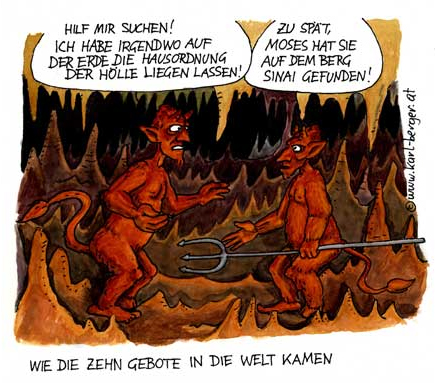 HILF MIR SUCHEN!
ICH HABE IRGENDWO AUF
DER ERDE DIE HAUSORDNUNG
DER HÖLLE LIEGEN LASSEN!
ZU SPÄT,
MOSES HAT SIE
AUF DEM BERG
SINAI GEFUNDEN!
©www.karl-berger.at
WIE DIE ZEHN GEBOTE IN DIE WELT KAMEN